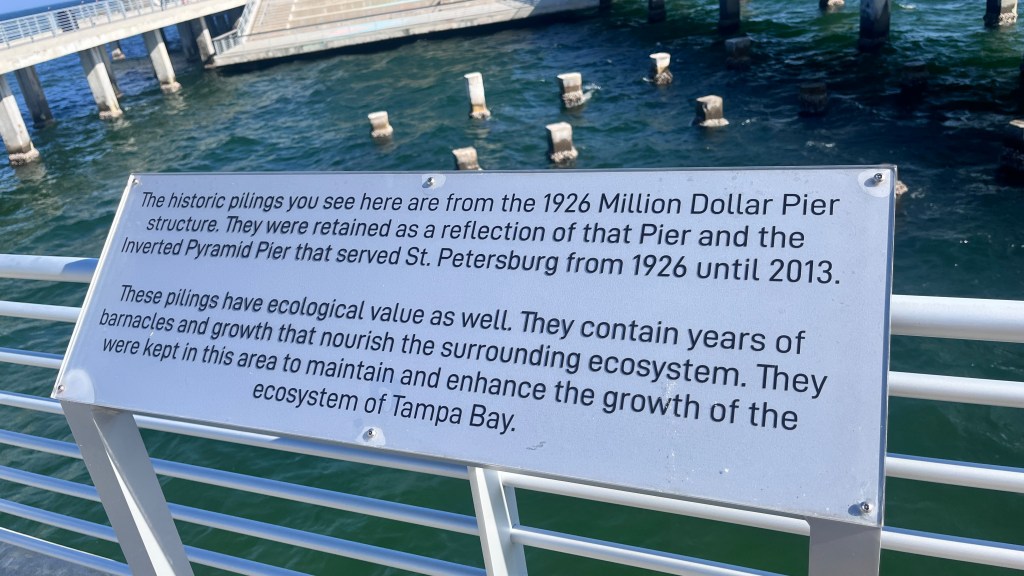 The historic pilings you see here are from the 1926 Million Dollar Pier
structure. They were retained as a reflection of that Pier and the
Inverted Pyramid Pier that served St. Petersburg from 1926 until 2013.
These pilings have ecological value as well. They contain years of
barnacles and growth that nourish the surrounding ecosystem. They
were kept in this area to maintain and enhance the growth of the
ecosystem of Tampa Bay.